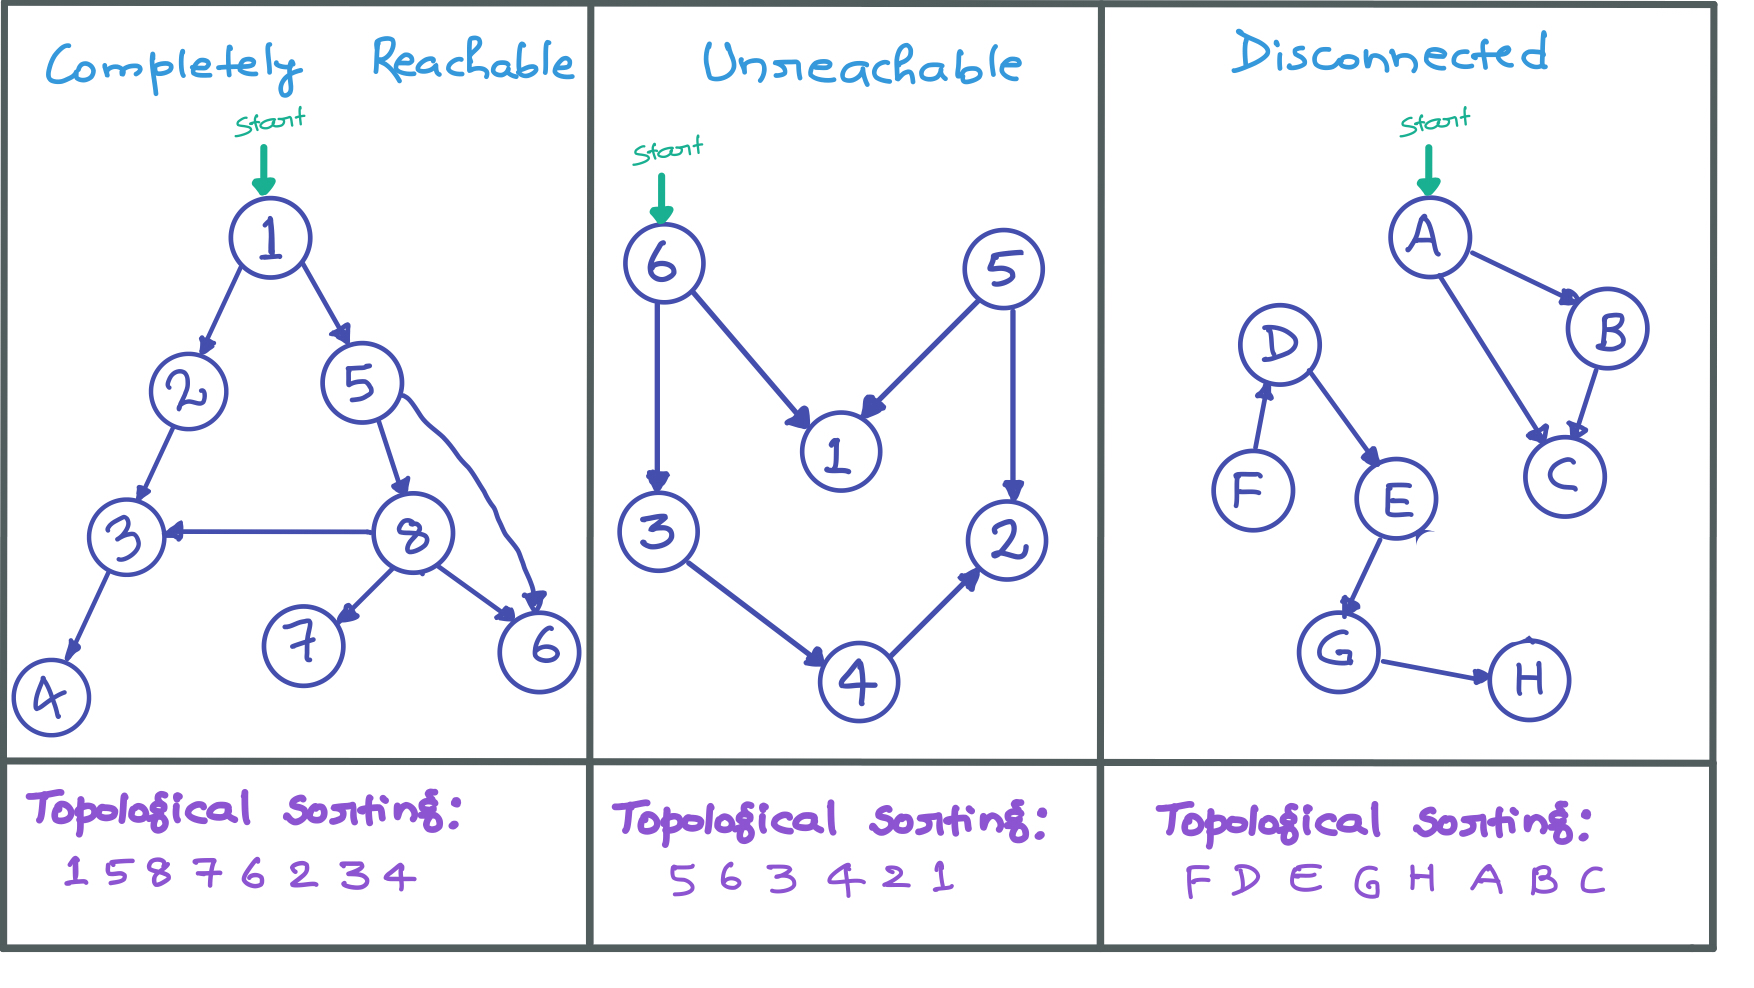 Completely Reachable
Start
1
2
5
3
8
7
6
4
Topological Sorting:
1 5 8 7 6 2 3 4
Unreachable
Start
6
5
1
3
2
4
Topological Sorting:
5 6 3 4 2 1
Disconnected
Start
A
B
D
F
E
C
G
H
Topological Sorting:
F D E G H A B C